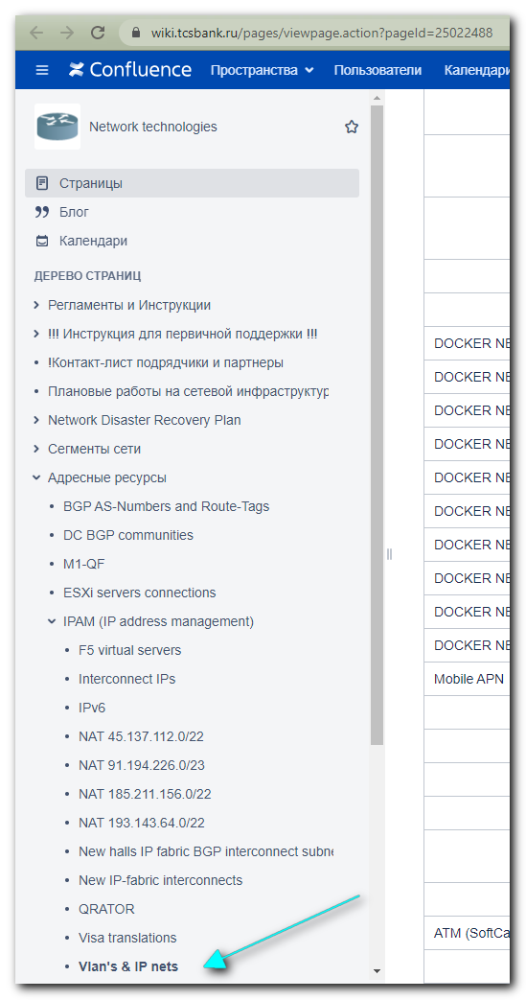 wiki.tcsbank.ru/pages/viewpage.action?pageId=25022488
Confluence Пространства Пользователи Календари
Network technologies
Страницы
Блог
Календари
ДЕРЕВО СТРАНИЦ
Регламенты и Инструкции
!!! Инструкция для первичной поддержки !!!
!Контакт-лист подрядчики и партнеры
Плановые работы на сетевой инфраструктур
Network Disaster Recovery Plan
Сегменты сети
Адресные ресурсы
BGP AS-Numbers and Route-Tags
DC BGP communities
M1-QF
ESXi servers connections
IPAM (IP address management)
F5 virtual servers
Interconnect IPs
IPv6
NAT 45.137.112.0/22
NAT 91.194.226.0/23
NAT 185.211.156.0/22
NAT 193.143.64.0/22
New halls IP fabric BGP interconnect subne
New IP-fabric interconnects
QRATOR
Visa translations
Vlan's & IP nets
DOCKER NE
DOCKER NE
DOCKER NE
DOCKER NE
DOCKER NE
DOCKER NE
DOCKER NE
DOCKER NE
DOCKER NE
DOCKER NE
Mobile APN
ATM (SoftCa